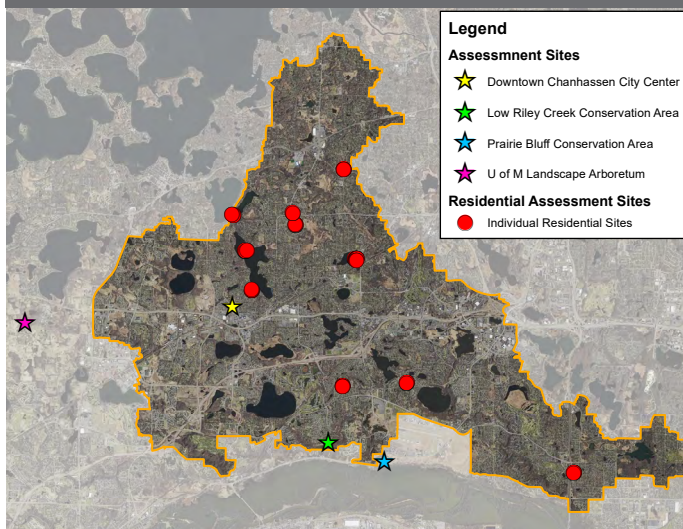 Legend
Assessmnent Sites
Downtown Chanhassen City Center
Low Riley Creek Conservation Area
Prairie Bluff Conservation Area
U of M Landscape Arboretum
Residential Assessment Sites
Individual Residential Sites